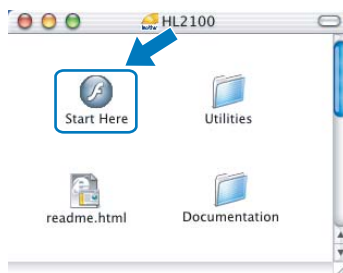 HL2100
Start Here
Utilities
readme.html
Documentation